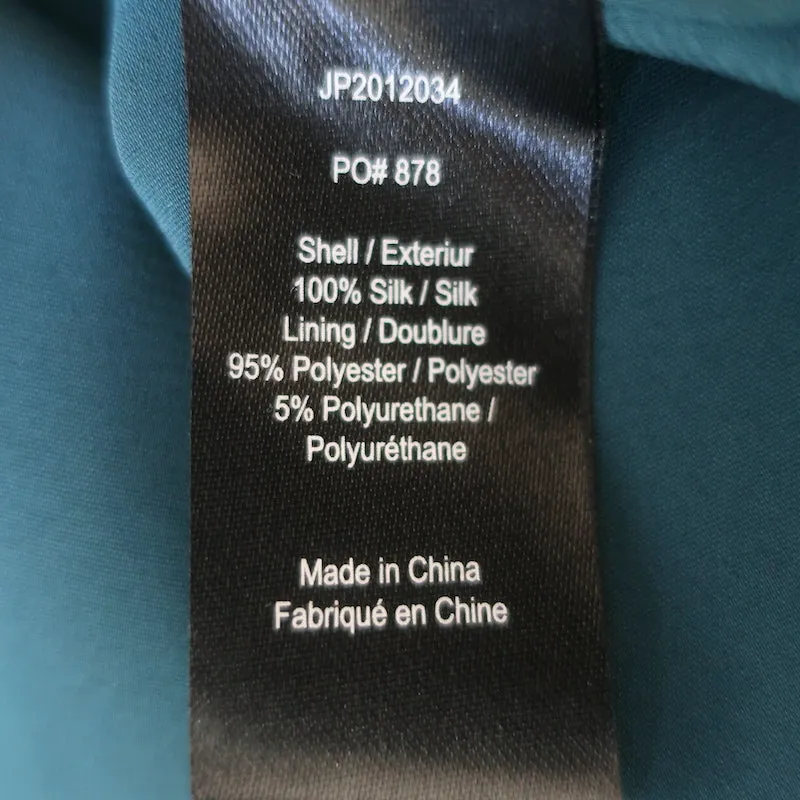 JP2012034
PO# 878
Shell / Exteriur
100% Silk / Silk
Lining / Doublure
95% Polyester / Polyester
5% Polyurethane /
Polyuréthane
Made in China
Fabriqué en Chine